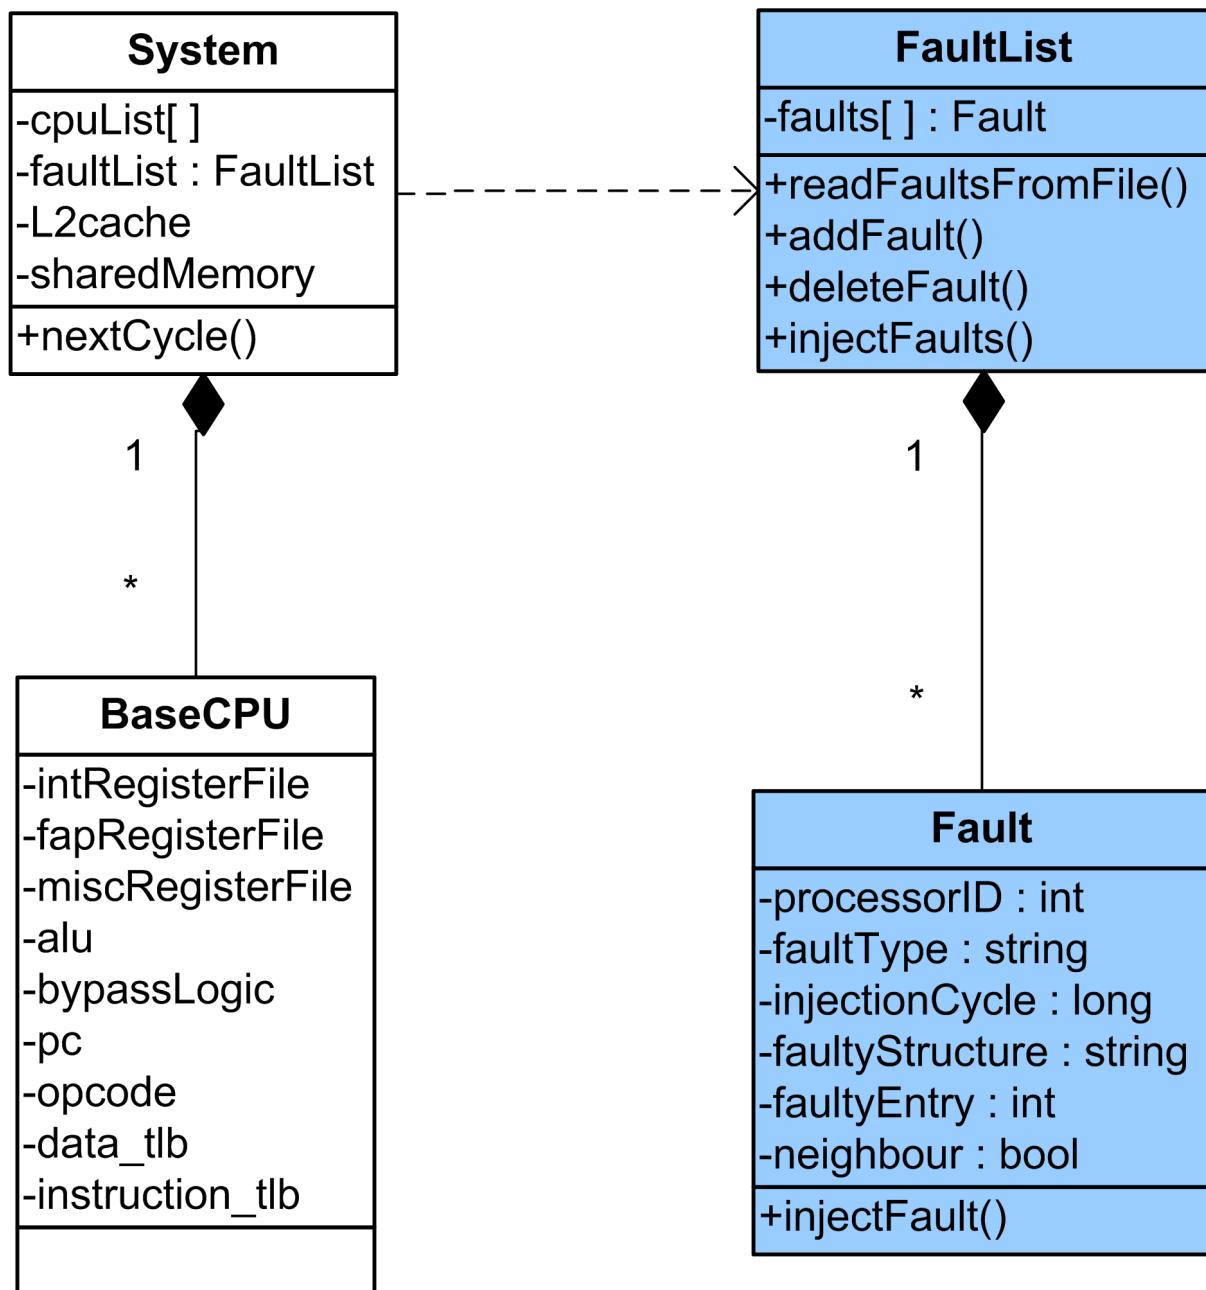 System
-cpuList[ ]
-faultList : FaultList
-L2cache
-sharedMemory
+nextCycle()
1
*
BaseCPU
-intRegisterFile
-fapRegisterFile
-miscRegisterFile
-alu
-bypassLogic
-pc
-opcode
-data_tlb
-instruction_tlb
FaultList
-faults[ ] : Fault
+readFaultsFromFile()
+addFault()
+deleteFault()
+injectFaults()
1
*
Fault
-processorID : int
-faultType : string
-injectionCycle : long
-faultyStructure : string
-faultyEntry : int
-neighbour : bool
+injectFault()